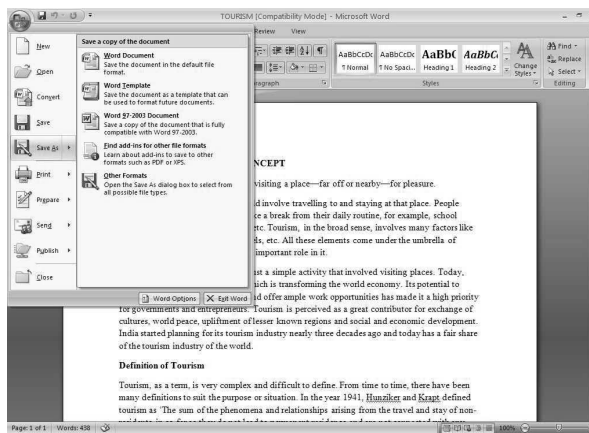 TOURISM [Compatibility Mode] - Microsoft Word
Review View
New
Open
Convert
Save
Save As
Print
Prepare
Send
Publish
Close
Save a copy of the document
Word Document
Save the document in the default file
format.
Word Template
Save the document as a template that can
be used to format future documents.
Word 97-2003 Document
Save a copy of the document that is fully
compatible with Word 97-2003.
Find add-ins for other file formats
Learn about add-ins to save to other
formats such as PDF or XPS.
Other Formats
Open the Save As dialog box to select from
all possible file types.
Word Options Exit Word
AaBbCcDc AaBbCcDc AaBbC AaBbCc
¶ Normal ¶ No Spaci... Heading 1 Heading 2
Change
Styles
Find
Replace
Select
aragraph Styles Editing
NCEPT
visiting a place—far off or nearby—for pleasure.
d involve travelling to and staying at that place. People
ke a break from their daily routine, for example, school
etc. Tourism, in the broad sense, involves many factors like
ls, etc. All these elements come under the umbrella of
important role in it.
ust a simple activity that involved visiting places. Today,
hich is transforming the world economy. Its potential to
nd offer ample work opportunities has made it a high priority
for governments and entrepreneurs. Tourism is perceived as a great contributor for exchange of
cultures, world peace, upliftment of lesser known regions and social and economic development.
India started planning for its tourism industry nearly three decades ago and today has a fair share
of the tourism industry of the world.
Definition of Tourism
Tourism, as a term, is very complex and difficult to define. From time to time, there have been
many definitions to suit the purpose or situation. In the year 1941, Hunziker and Krapt defined
tourism as 'The sum of the phenomena and relationships arising from the travel and stay of non-
Page: 1 of 1 Words: 438 100%